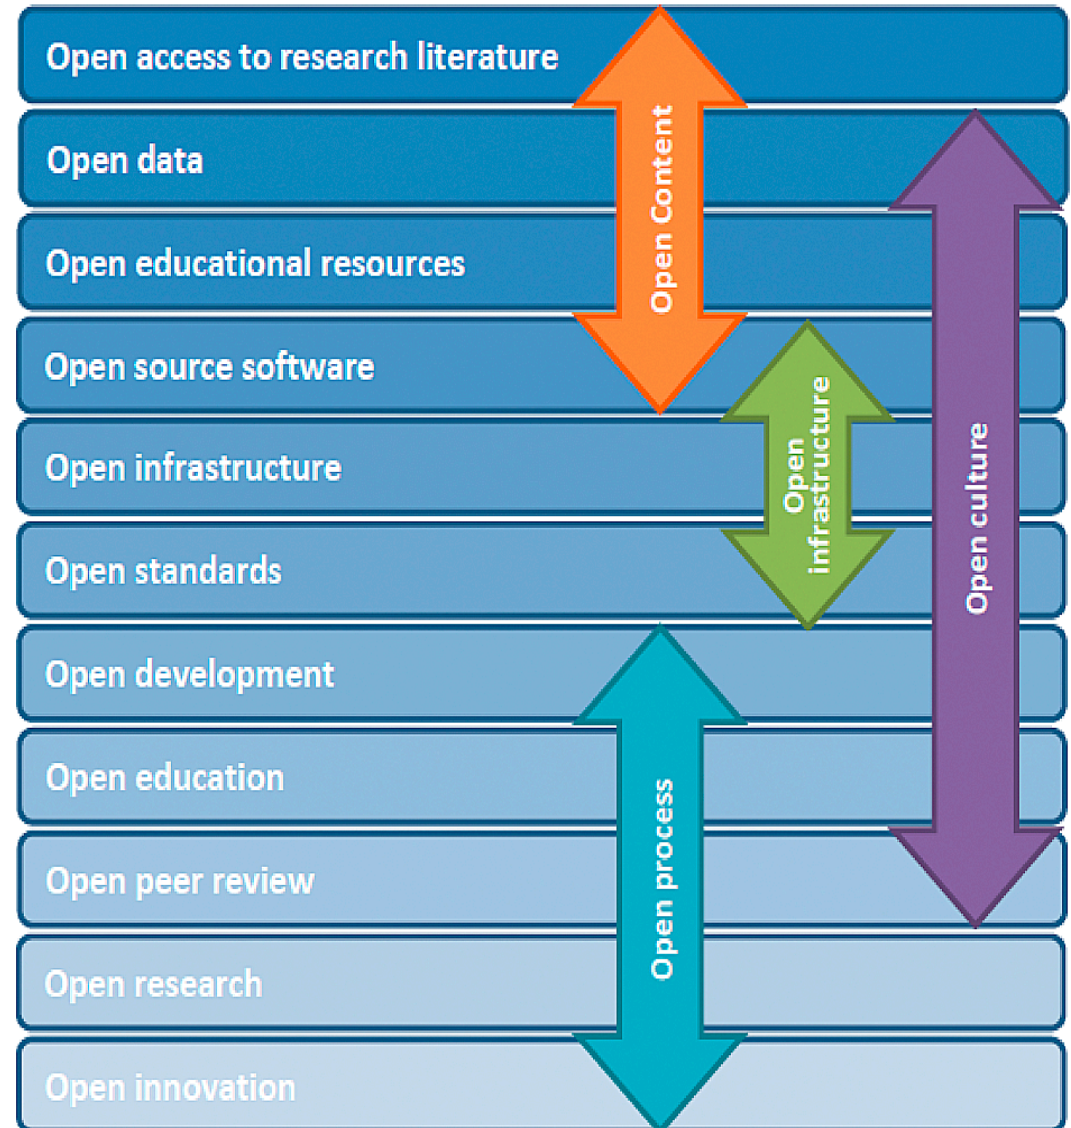 Open access to research literature
Open data
Open educational resources
Open source software
Open infrastructure
Open standards
Open development
Open education
Open peer review
Open research
Open innovation
Open Content
Open
infrastructure
Open culture
Open process